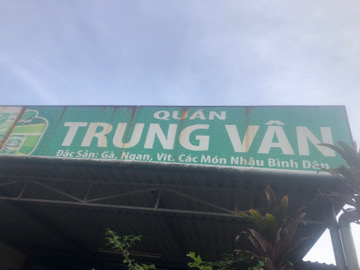 QUÁN
TRUNG VÂN
Đặc Sản: Gà, Ngan, Vịt. Các Món Nhậu Bình Dân